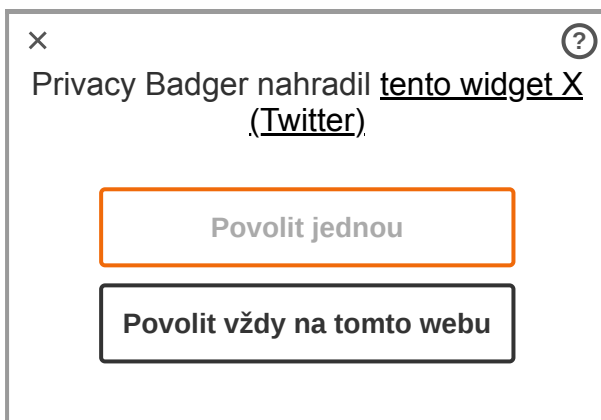 ×
?
Privacy Badger nahradil tento widget X
(Twitter)
Povolit jednou
Povolit vždy na tomto webu